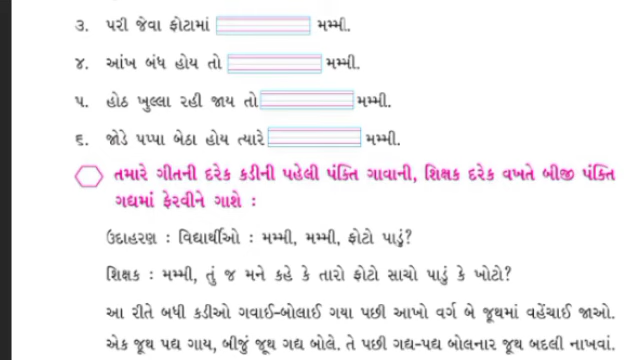 ૩. પરી જેવા ફોટામાં મમ્મી.
૪. આંખ બંધ હોય તો મમ્મી.
૫. હોઠ ખુલ્લા રહી જાય તો મમ્મી.
૬. જોડે પપ્પા બેઠા હોય ત્યારે મમ્મી.
તમારે ગીતની દરેક કડીની પહેલી પંક્તિ ગાવાની, શિક્ષક દરેક વખતે બીજી પંક્તિ
ગદ્યમાં ફેરવીને ગાશે :
ઉદાહરણ : વિદ્યાર્થીઓ : મમ્મી, મમ્મી, ફોટો પાડું?
શિક્ષક : મમ્મી, તું જ મને કહે કે તારો ફોટો સાચો પાડું કે ખોટો?
આ રીતે બધી કડીઓ ગવાઈ-બોલાઈ ગયા પછી આખો વર્ગ બે જૂથમાં વહેંચાઈ જાઓ.
એક જૂથ પદ્ય ગાય, બીજું જૂથ ગદ્ય બોલે. તે પછી ગદ્ય-પદ્ય બોલનાર જૂથ બદલી નાખવાં.